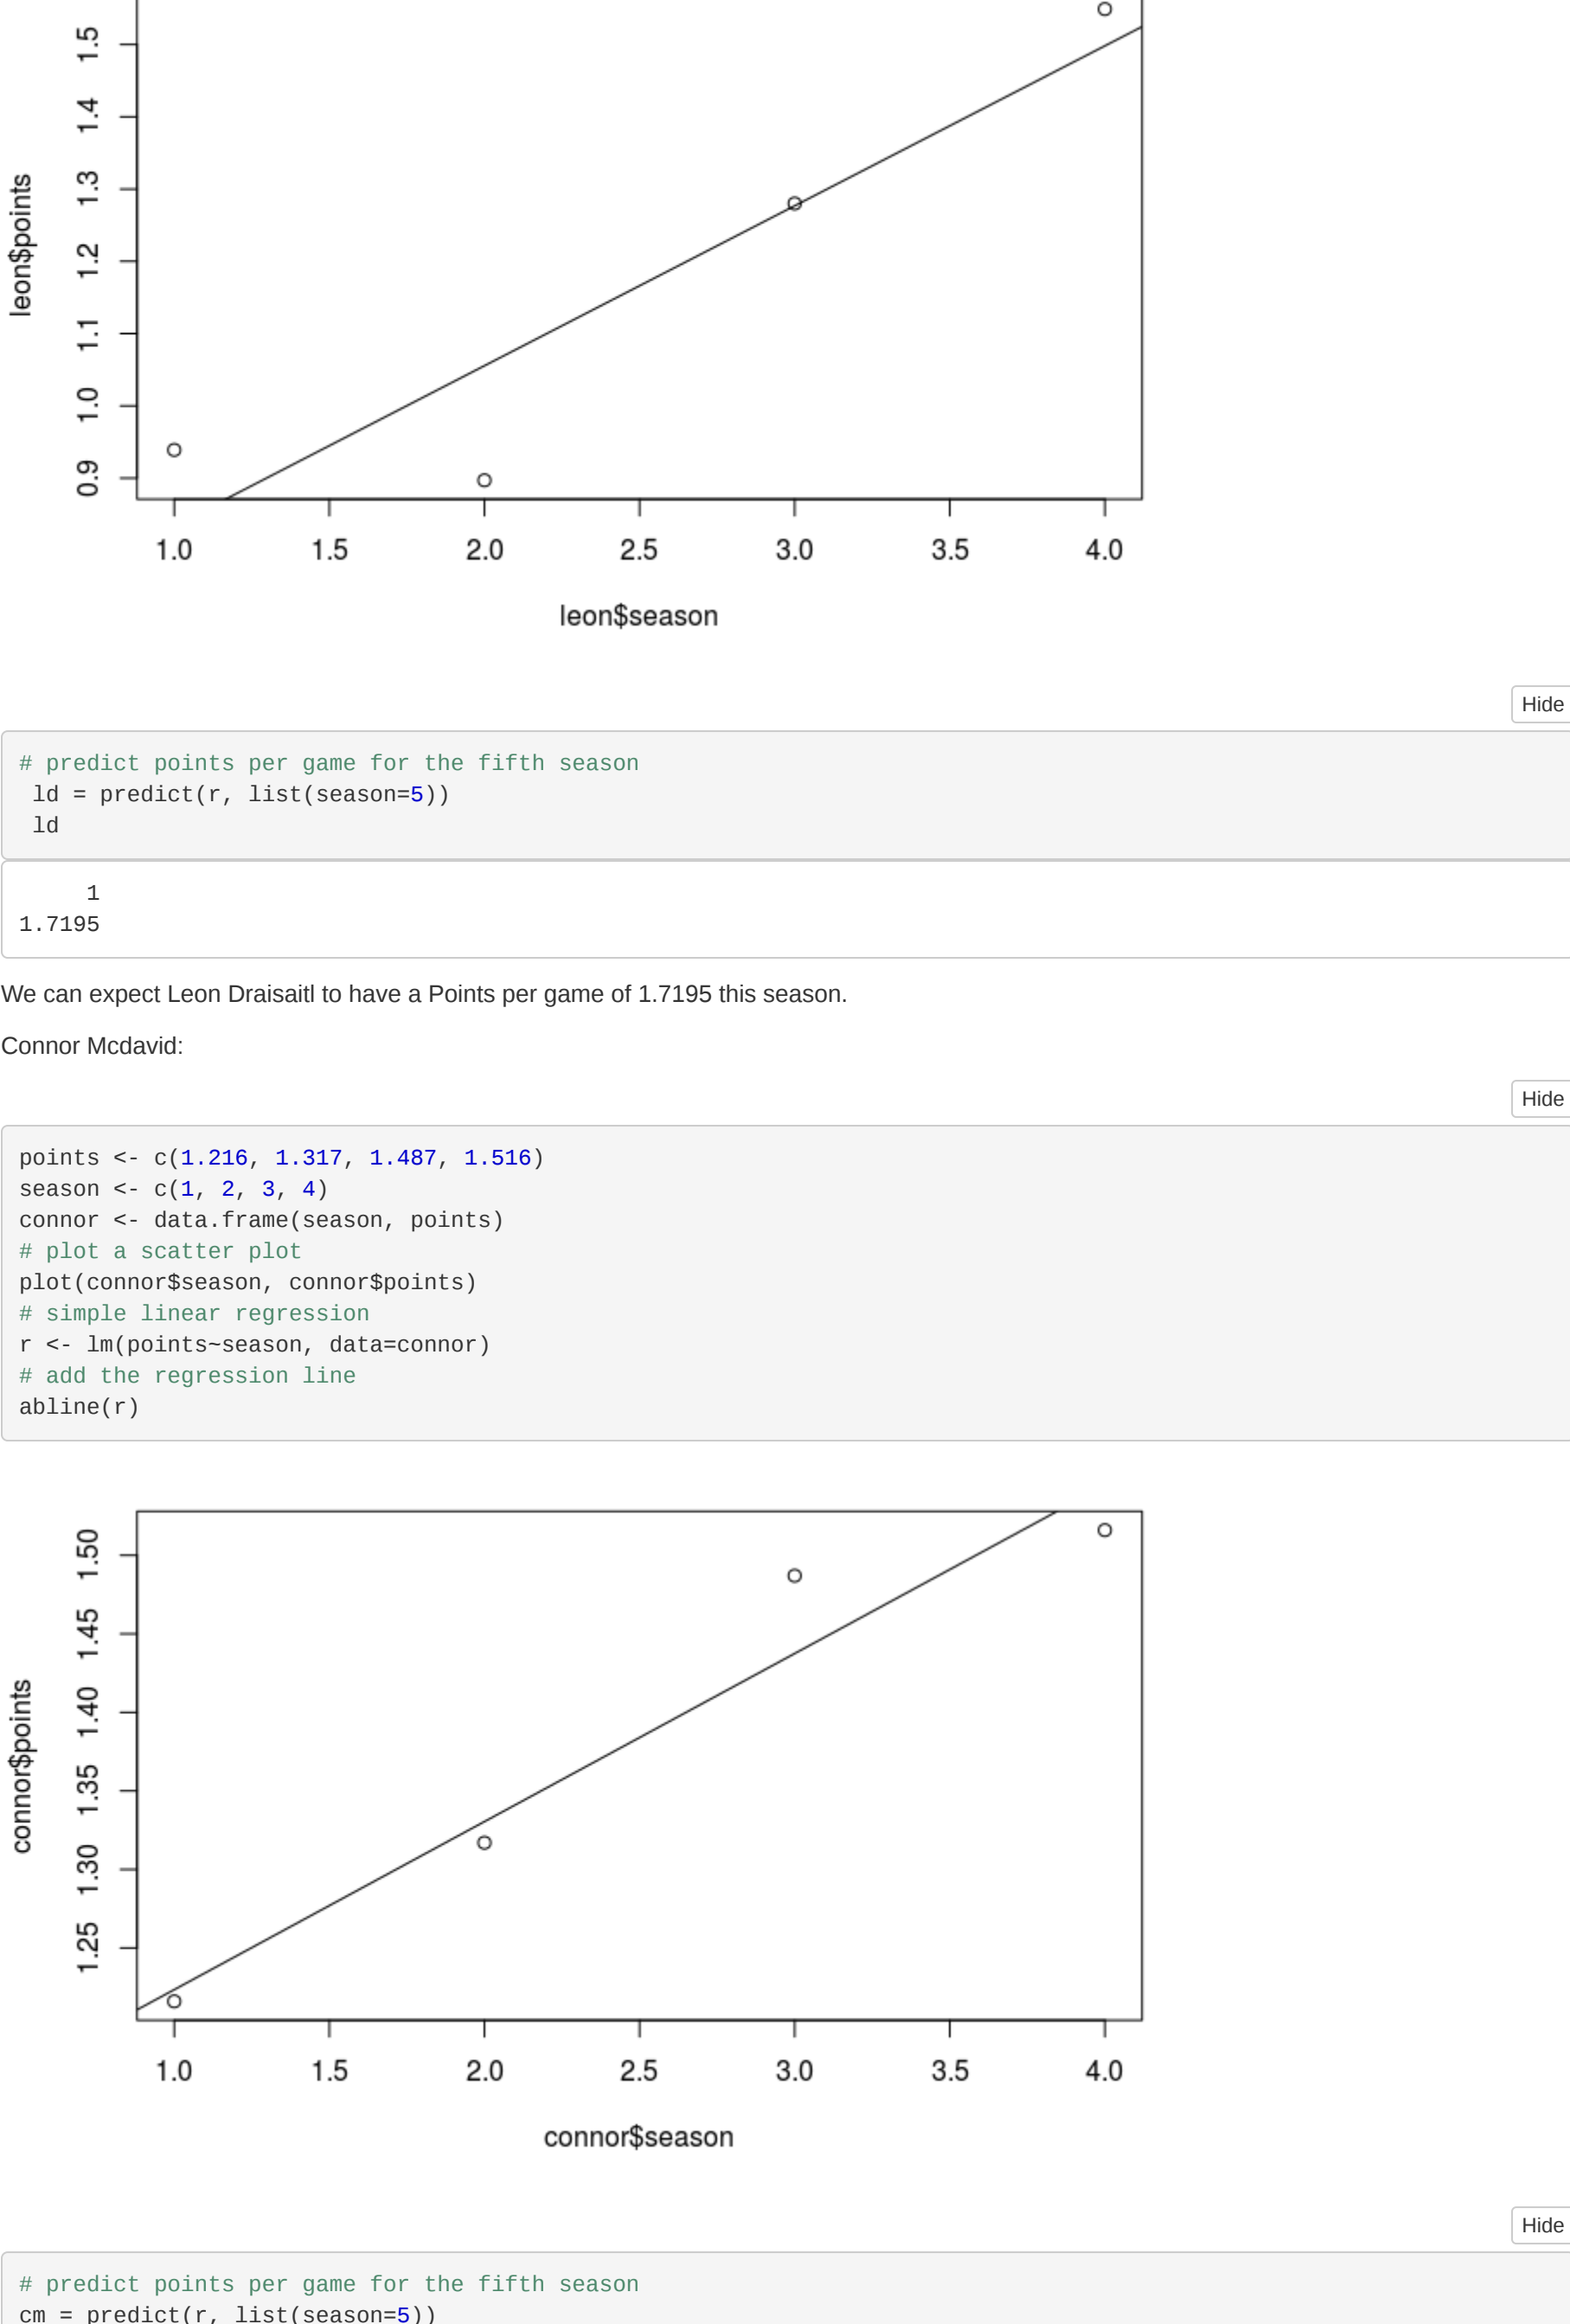 1.5
1.4
1.3
1.2
1.1
1.0
0.9
leon$points
1.0 1.5 2.0 2.5 3.0 3.5 4.0
leon$season
Hide
# predict points per game for the fifth season
ld = predict(r, list(season=5))
ld
1
1.7195
We can expect Leon Draisaitl to have a Points per game of 1.7195 this season.
Connor Mcdavid:
Hide
points <- c(1.216, 1.317, 1.487, 1.516)
season <- c(1, 2, 3, 4)
connor <- data.frame(season, points)
# plot a scatter plot
plot(connor$season, connor$points)
# simple linear regression
r <- lm(points~season, data=connor)
# add the regression line
abline(r)
1.50
1.45
1.40
1.35
1.30
1.25
connor$points
1.0 1.5 2.0 2.5 3.0 3.5 4.0
connor$season
Hide
# predict points per game for the fifth season
cm = predict(r, list(season=5))